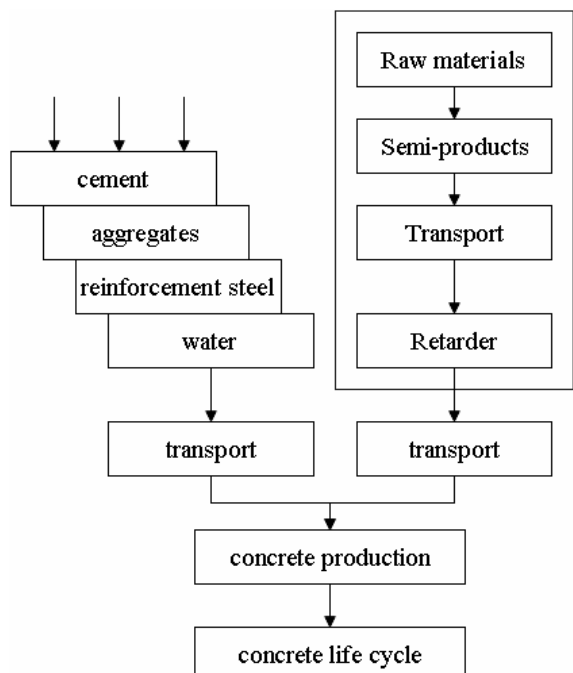 Raw materials
Semi-products
Transport
Retarder
cement
aggregates
reinforcement steel
water
transport
transport
concrete production
concrete life cycle